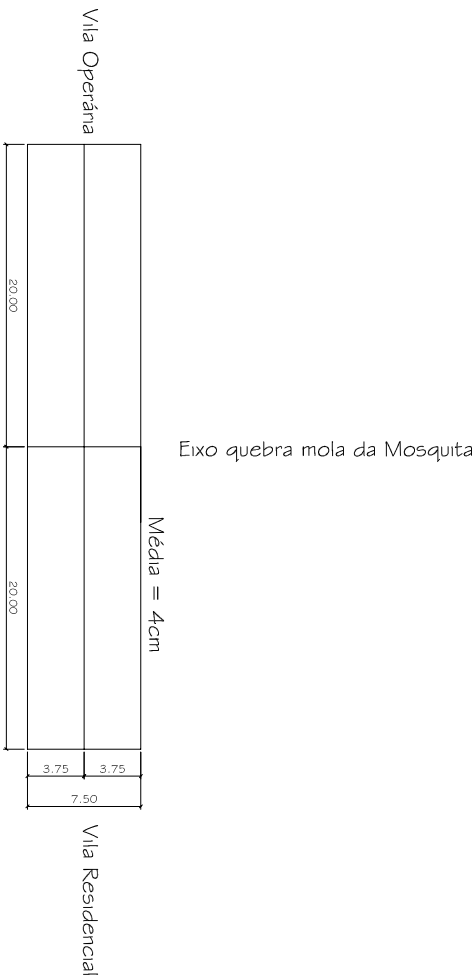 Vila Operária
20.00
Eixo quebra mola da Mosquita
Média = 4cm
20.00
3.75 3.75
7.50
Vila Residencial